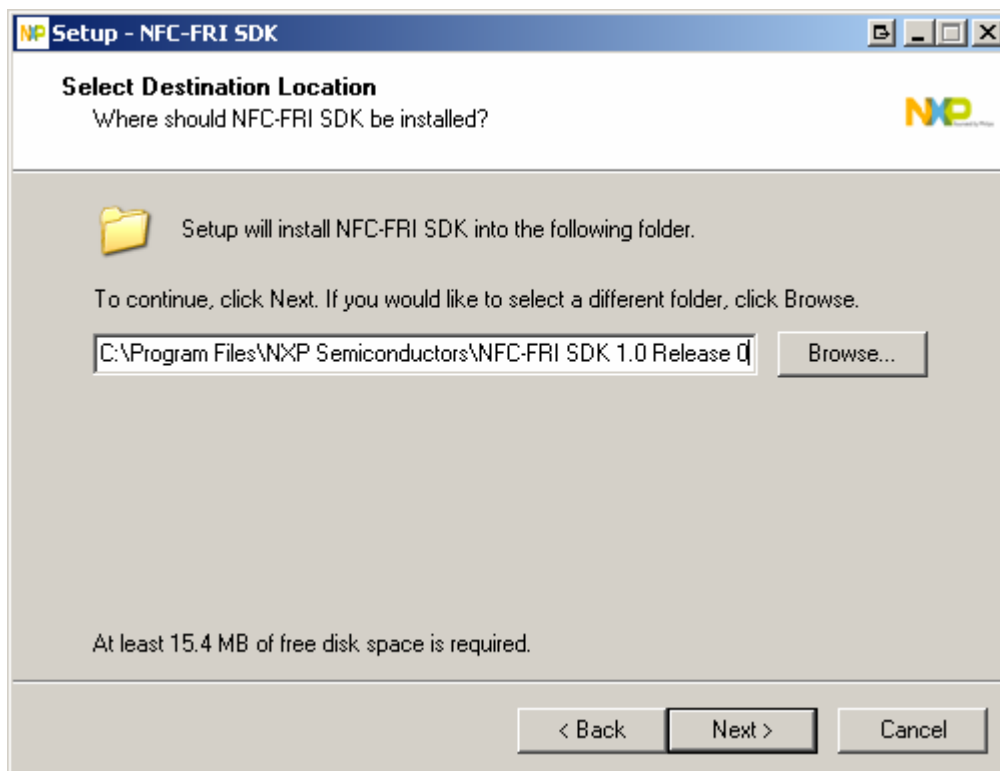 NXP Setup - NFC-FRI SDK
Select Destination Location
Where should NFC-FRI SDK be installed?
NXP
Setup will install NFC-FRI SDK into the following folder.
To continue, click Next. If you would like to select a different folder, click Browse.
C:\Program Files\NXP Semiconductors\NFC-FRI SDK 1.0 Release 0
Browse...
At least 15.4 MB of free disk space is required.
< Back
Next >
Cancel